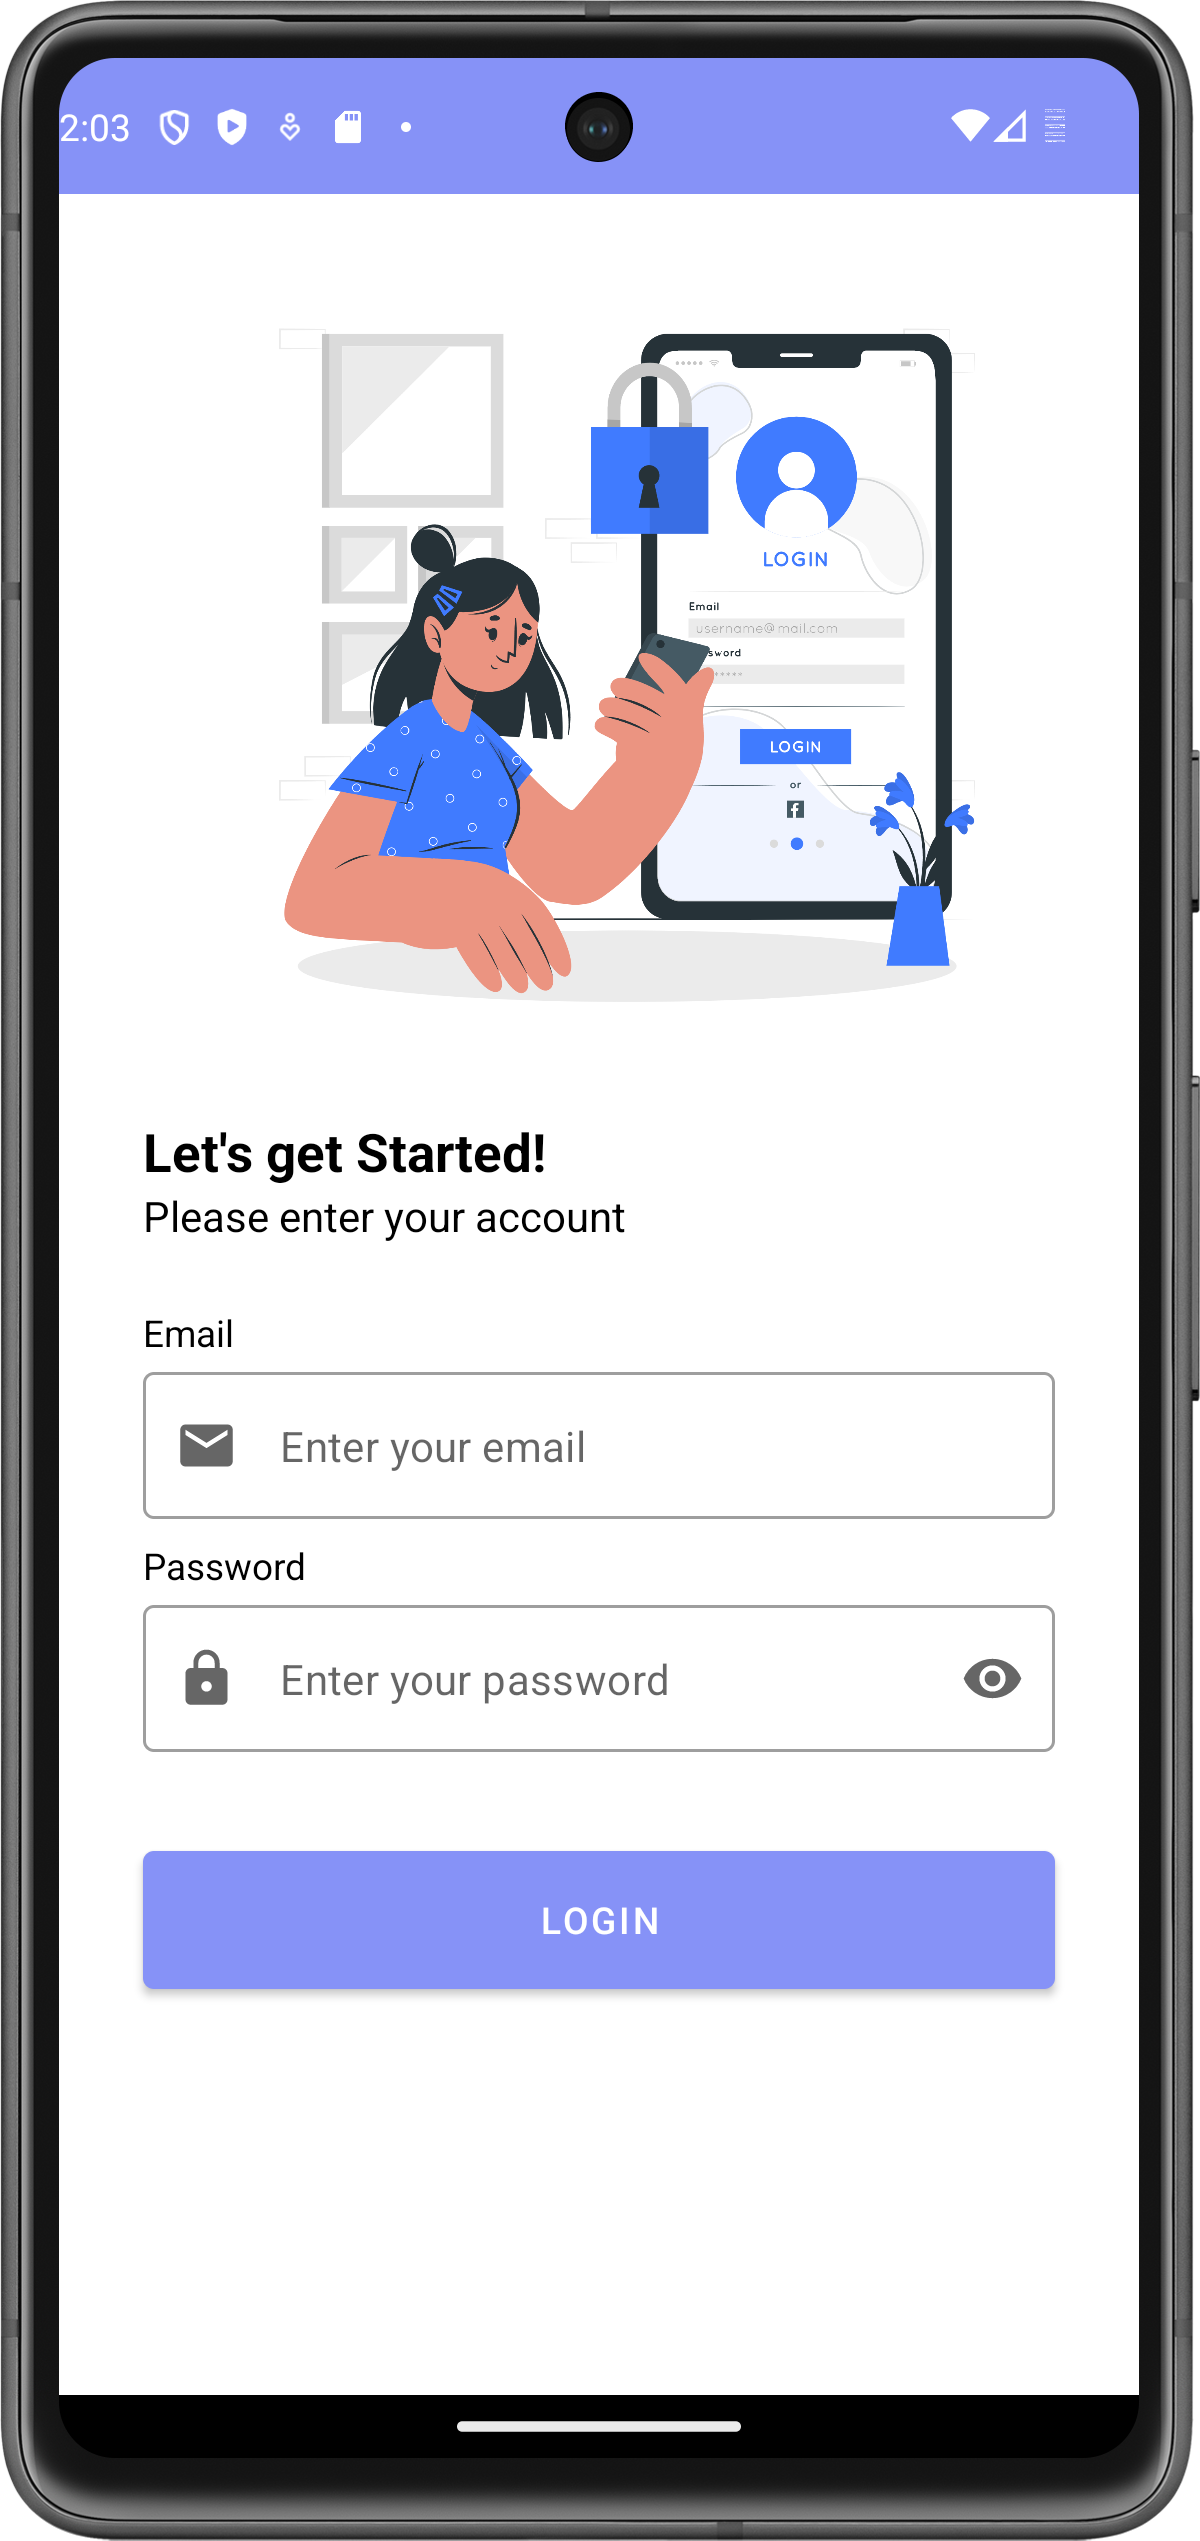 2:03
LOGIN
Email
username@mail.com
sword
LOGIN
or
Let's get Started!
Please enter your account
Email
Enter your email
Password
Enter your password
LOGIN